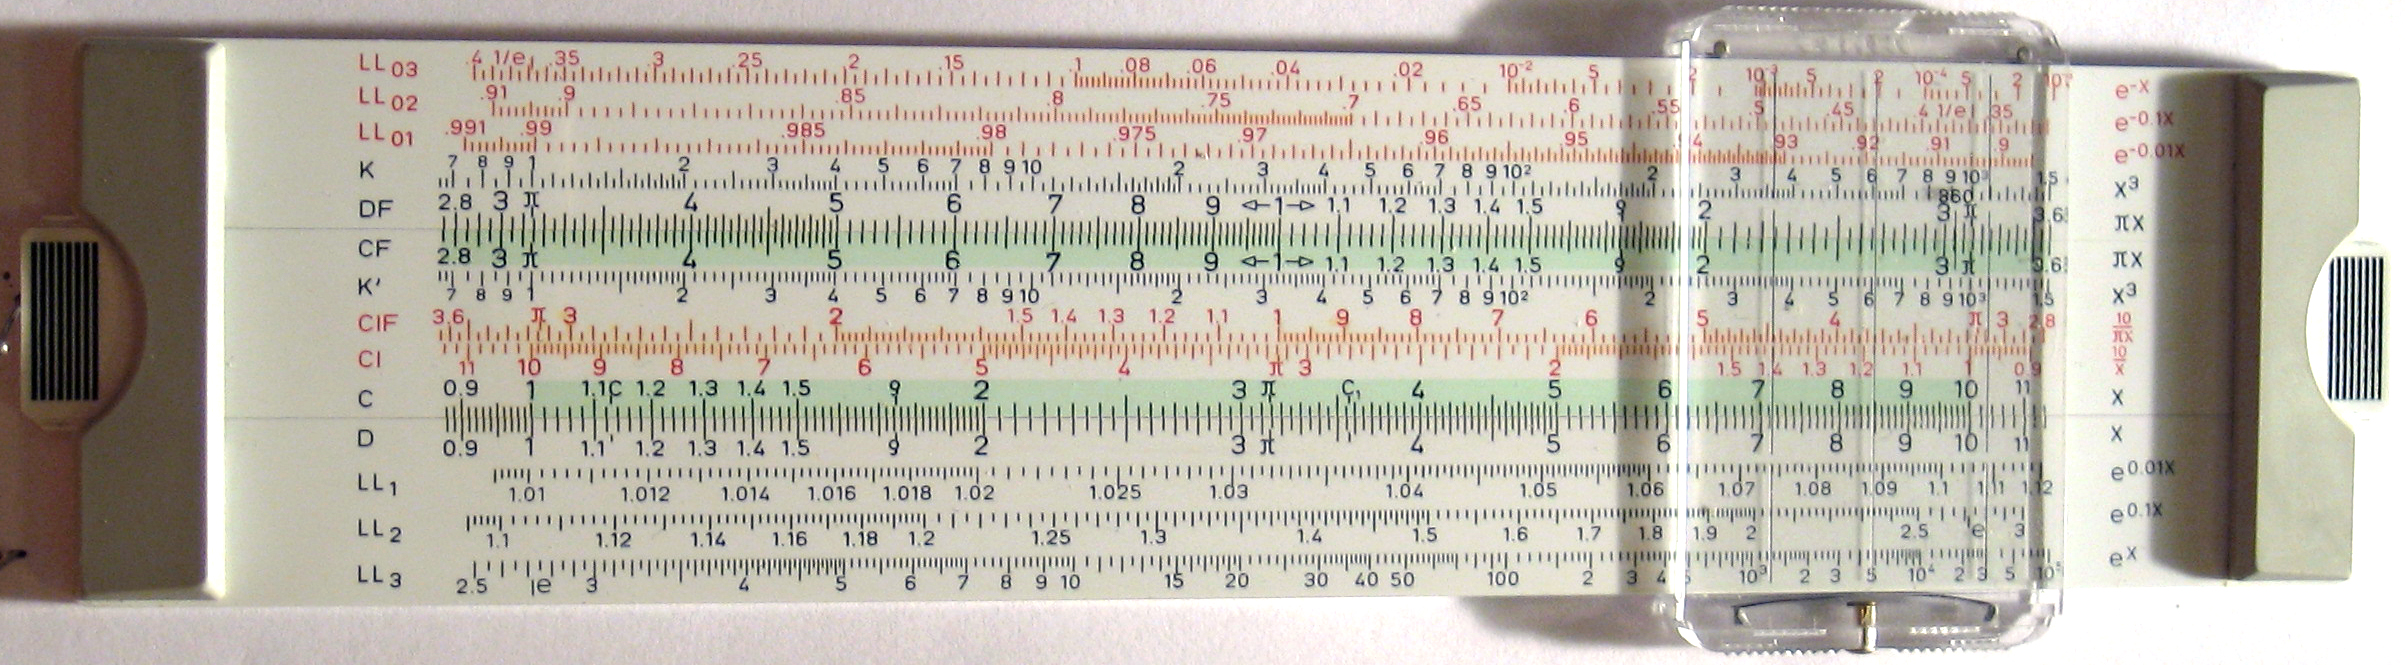 LL03 .4 1/e .35 .3 .25 .2 .15 .1 .08 .06 .04 .02 10-2 5 2 10-3 5 2 10-4 5 2 e-x
LL02 .91 .9 .85 .8 .75 .7 .65 .6 .55 .5 .45 .4 1/e .35 e-0.1x
LL01 .991 .99 .985 .98 .975 .97 .96 .95 .94 .93 .92 .91 .9 e-0.01x
K 7 8 9 1 2 3 4 5 6 7 8 9 10 2 3 4 5 6 7 8 9 10² 2 3 4 5 6 7 8 9 10³ 1.5 x³
860
DF 2.8 3 π 4 5 6 7 8 9 ←1→ 1.1 1.2 1.3 1.4 1.5 2 3 π 3.6 πx
CF 2.8 3 π 4 5 6 7 8 9 ←1→ 1.1 1.2 1.3 1.4 1.5 2 3 π 3.6 πx
K' 7 8 9 1 2 3 4 5 6 7 8 9 10 2 3 4 5 6 7 8 9 10² 2 3 4 5 6 7 8 9 10³ 1.5 x³
CIF 3.6 π 3 2 1.5 1.4 1.3 1.2 1.1 1 9 8 7 6 5 4 π 3 2.8 10/πx
CI 11 10 9 8 7 6 5 4 π 3 2 1.5 1.4 1.3 1.2 1.1 1 0.9 10/x
C 0.9 1 1.1 C 1.2 1.3 1.4 1.5 2 3 π C₁ 4 5 6 7 8 9 10 11 x
D 0.9 1 1.1 1.2 1.3 1.4 1.5 2 3 π 4 5 6 7 8 9 10 11 x
LL1 1.01 1.012 1.014 1.016 1.018 1.02 1.025 1.03 1.04 1.05 1.06 1.07 1.08 1.09 1.1 1.11 1.12 e0.01x
LL2 1.1 1.12 1.14 1.16 1.18 1.2 1.25 1.3 1.4 1.5 1.6 1.7 1.8 1.9 2 2.5 e 3 e0.1x
LL3 2.5 e 3 4 5 6 7 8 9 10 15 20 30 40 50 100 2 3 4 5 10³ 2 3 5 10⁴ 2 3 5 10⁵ ex